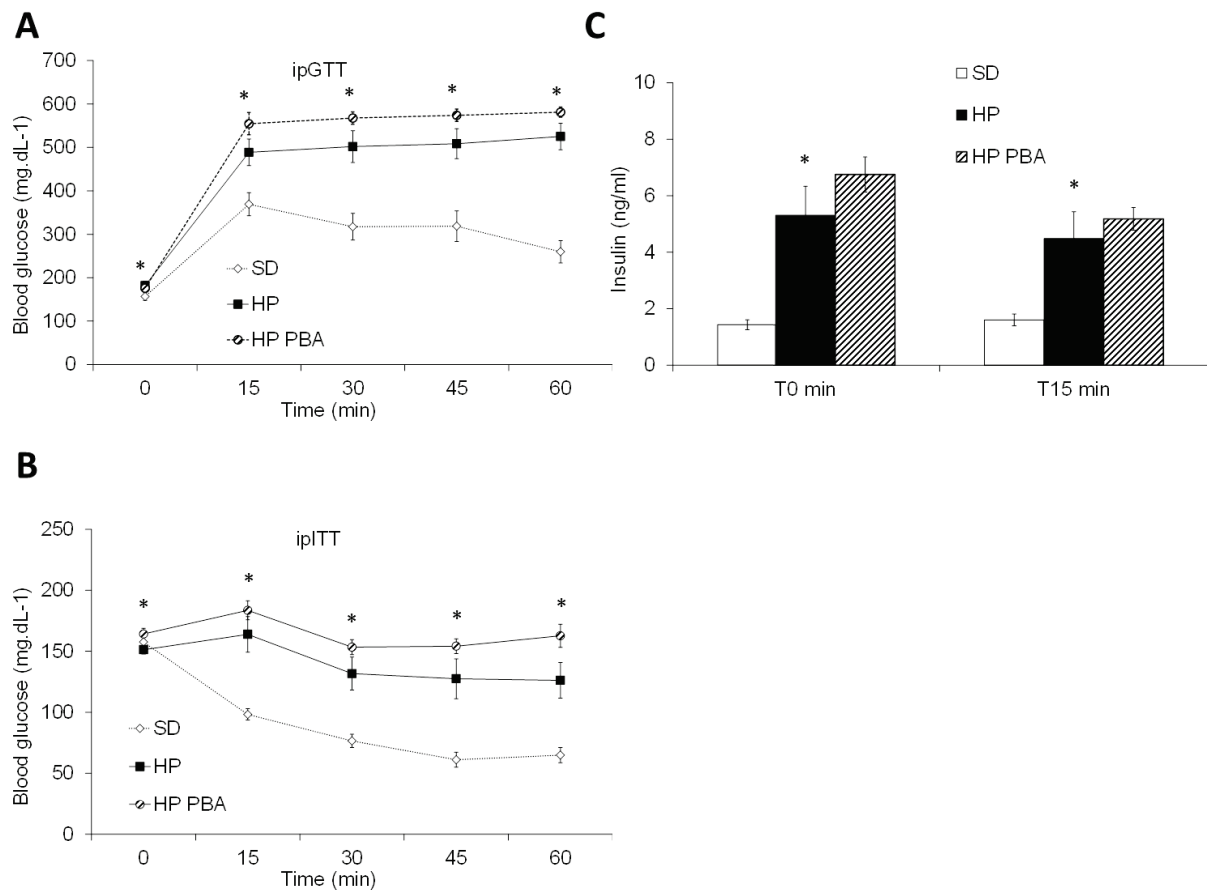 A
ipGTT
Blood glucose (mg.dL-1)
700
600
500
400
300
200
100
0
* * * * *
SD
HP
HP PBA
0 15 30 45 60
Time (min)
C
SD
HP
HP PBA
Insulin (ng/ml)
10
8
6
4
2
0
* *
T0 min T15 min
B
ipITT
Blood glucose (mg.dL-1)
250
200
150
100
50
0
* * * * *
SD
HP
HP PBA
0 15 30 45 60
Time (min)